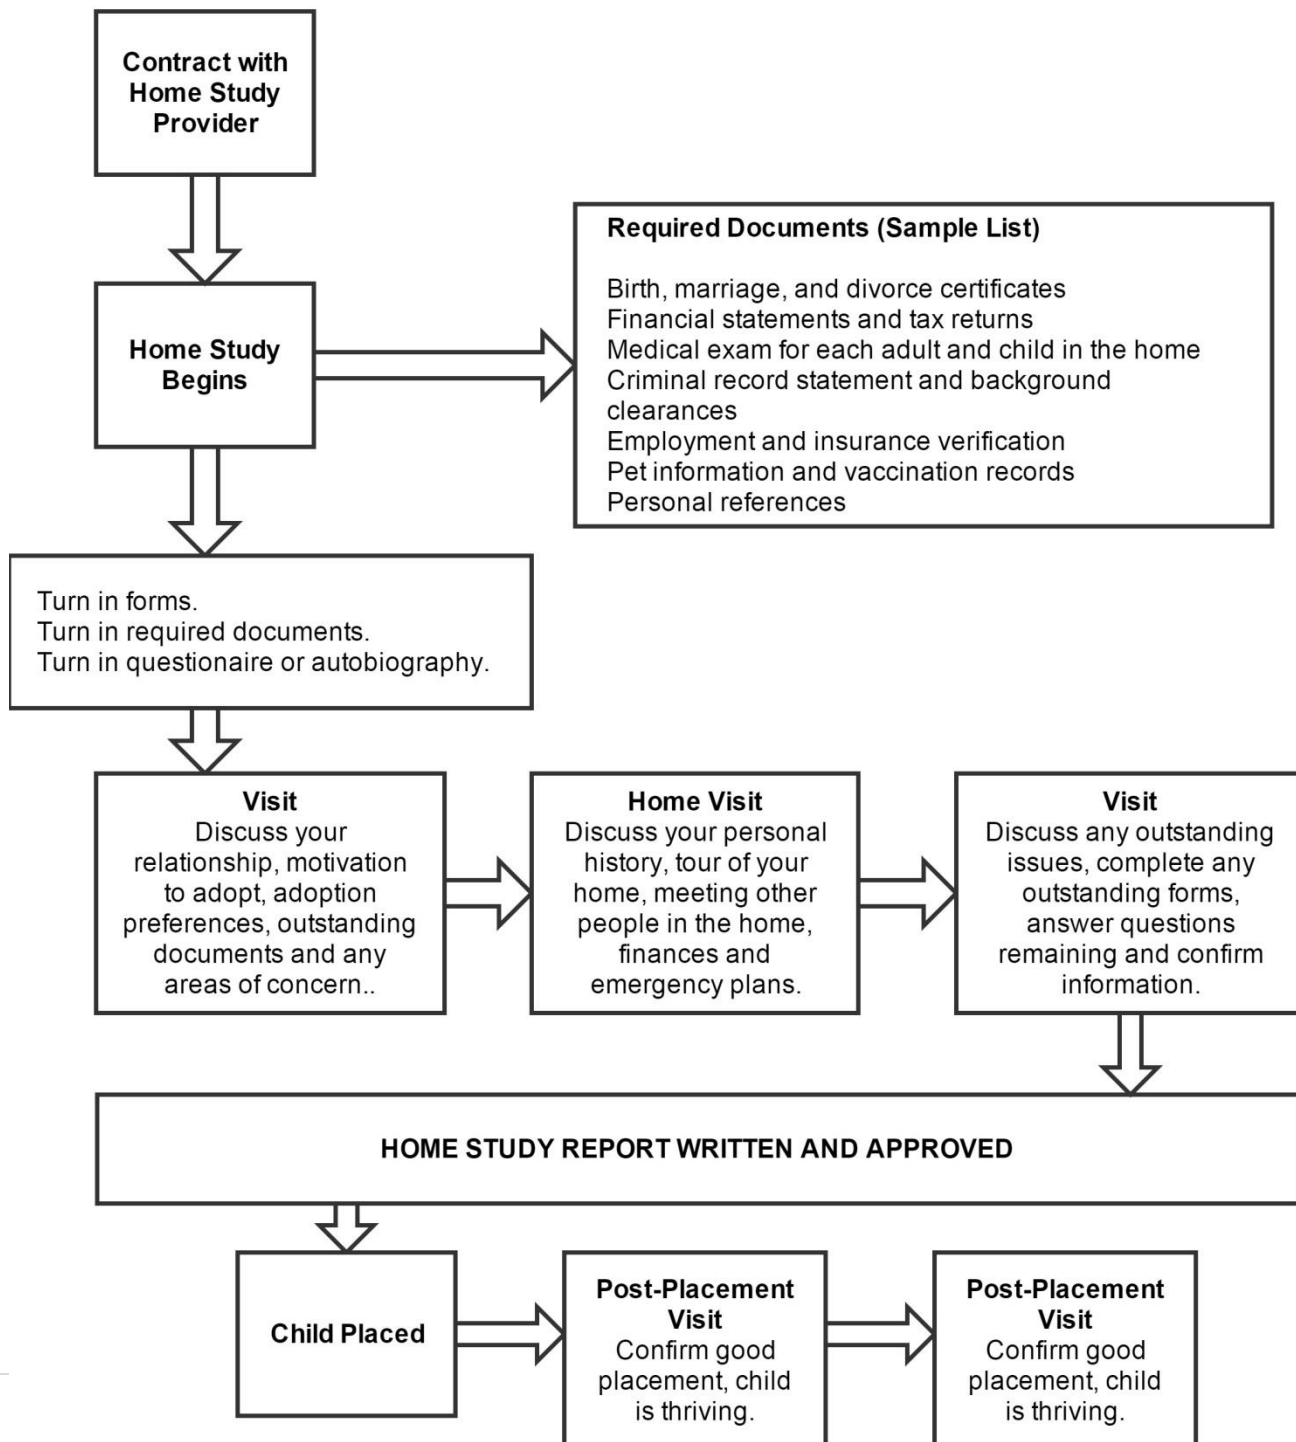 Contract with
Home Study
Provider
Required Documents (Sample List)
Birth, marriage, and divorce certificates
Financial statements and tax returns
Medical exam for each adult and child in the home
Criminal record statement and background
clearances
Employment and insurance verification
Pet information and vaccination records
Personal references
Home Study
Begins
Turn in forms.
Turn in required documents.
Turn in questionaire or autobiography.
Visit
Discuss your
relationship, motivation
to adopt, adoption
preferences, outstanding
documents and any
areas of concern..
Home Visit
Discuss your personal
history, tour of your
home, meeting other
people in the home,
finances and
emergency plans.
Visit
Discuss any outstanding
issues, complete any
outstanding forms,
answer questions
remaining and confirm
information.
HOME STUDY REPORT WRITTEN AND APPROVED
Child Placed
Post-Placement
Visit
Confirm good
placement, child
is thriving.
Post-Placement
Visit
Confirm good
placement, child
is thriving.